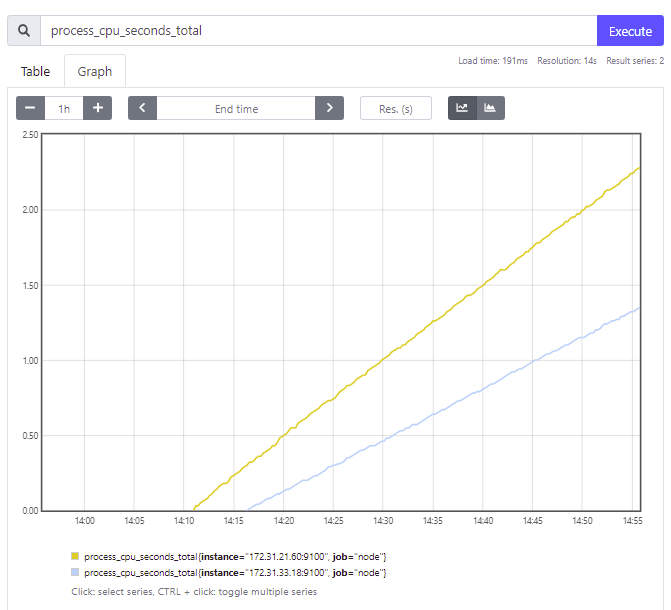 process_cpu_seconds_total
Execute
Load time: 191ms Resolution: 14s Result series: 2
Table
Graph
1h
End time
Res. (s)
2.50
2.00
1.50
1.00
0.50
0.00
14:00 14:05 14:10 14:15 14:20 14:25 14:30 14:35 14:40 14:45 14:50 14:55
process_cpu_seconds_total{instance="172.31.21.60:9100", job="node"}
process_cpu_seconds_total{instance="172.31.33.18:9100", job="node"}
Click: select series, CTRL + click: toggle multiple series